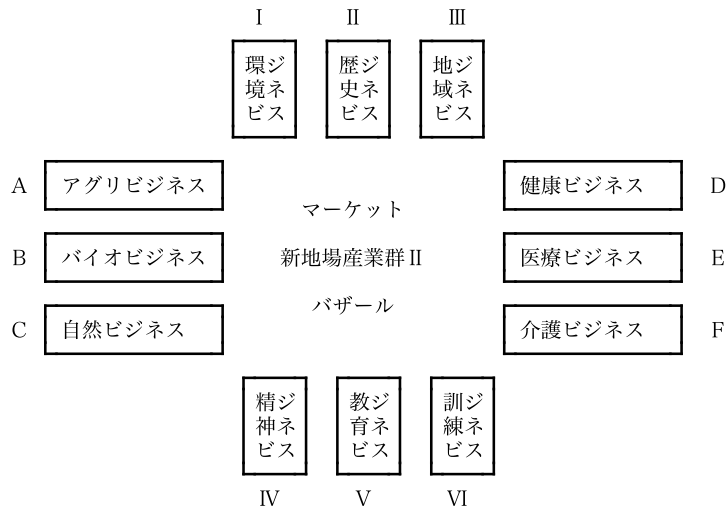 Ⅰ
Ⅱ
Ⅲ
環境ビジネス
歴史ビジネス
地域ビジネス
A
アグリビジネス
B
バイオビジネス
C
自然ビジネス
マーケット
新地場産業群Ⅱ
バザール
健康ビジネス
D
医療ビジネス
E
介護ビジネス
F
精神ビジネス
教育ビジネス
訓練ビジネス
Ⅳ
Ⅴ
Ⅵ